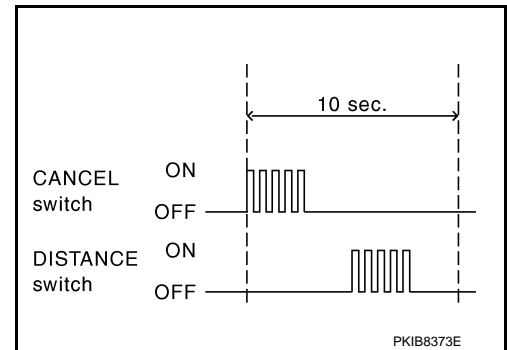 10 sec.
CANCEL
switch
ON
OFF
DISTANCE
switch
ON
OFF
PKIB8373E